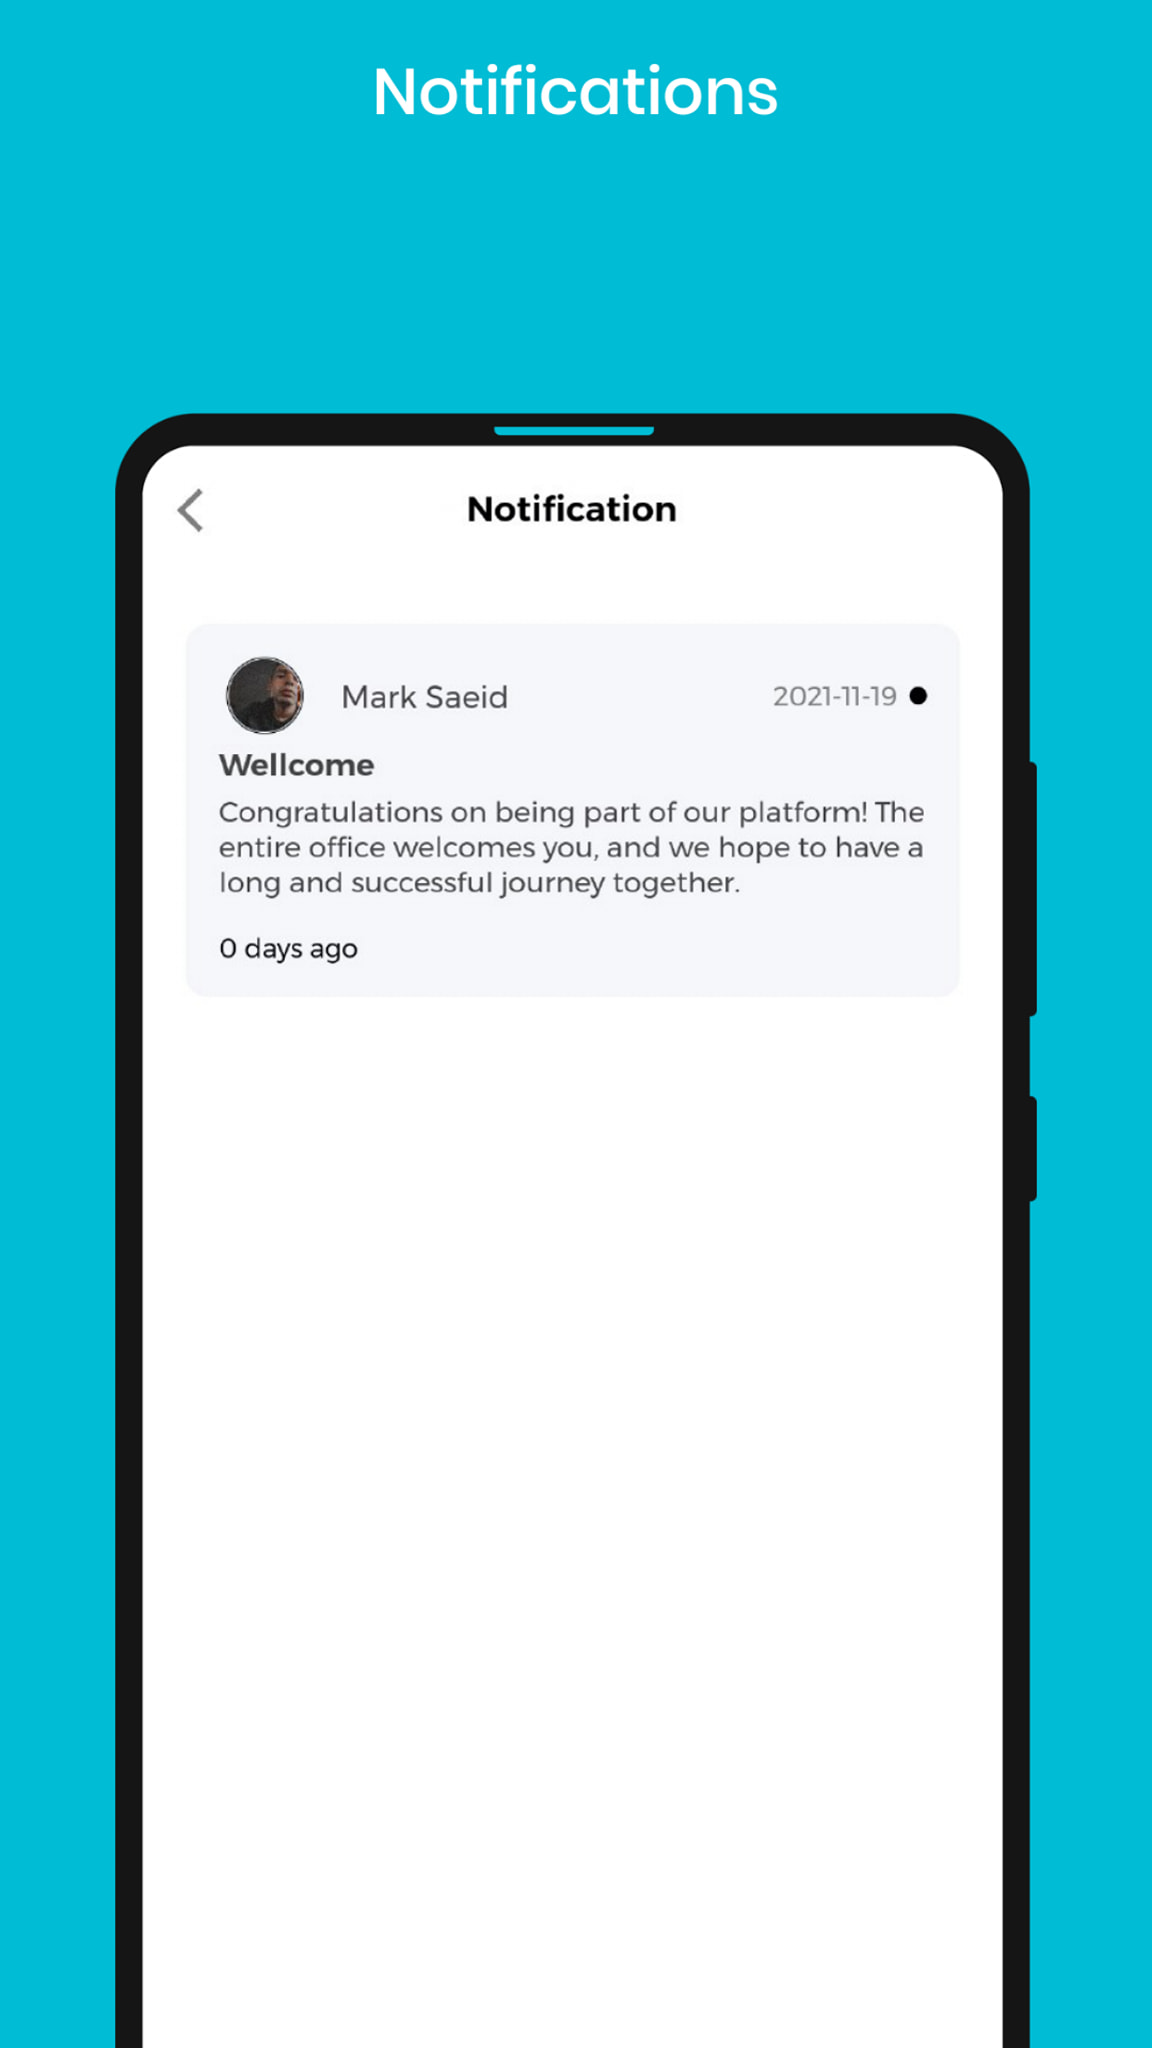 Notifications
Notification
Mark Saeid
2021-11-19
Wellcome
Congratulations on being part of our platform! The
entire office welcomes you, and we hope to have a
long and successful journey together.
0 days ago